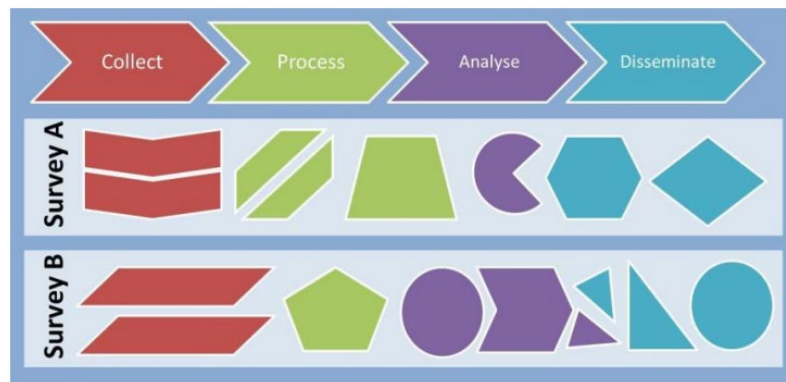 Collect
Process
Analyse
Disseminate
Survey A
Survey B